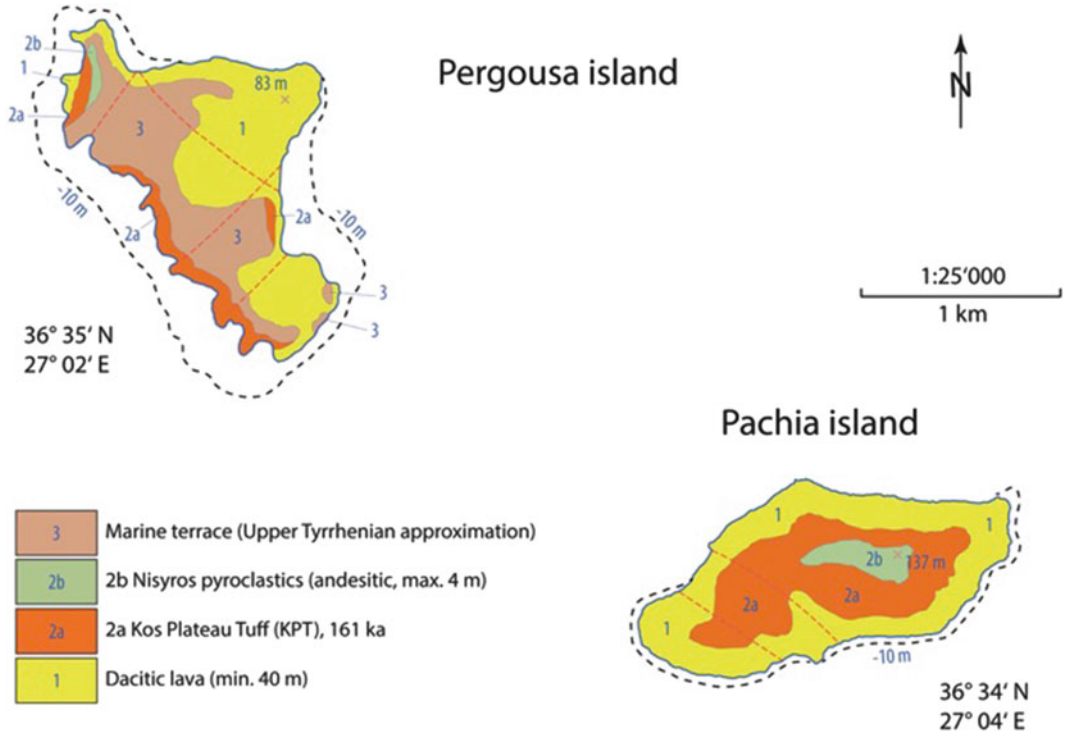 Pergousa island
N
2b
1
2a
83 m
3
1
-10 m
2a
2a
-10 m
3
3
3
36° 35′ N
27° 02′ E
1:25′000
1 km
Pachia island
1
1
2b
137 m
2a
2a
1
-10 m
36° 34′ N
27° 04′ E
3 Marine terrace (Upper Tyrrhenian approximation)
2b 2b Nisyros pyroclastics (andesitic, max. 4 m)
2a 2a Kos Plateau Tuff (KPT), 161 ka
1 Dacitic lava (min. 40 m)